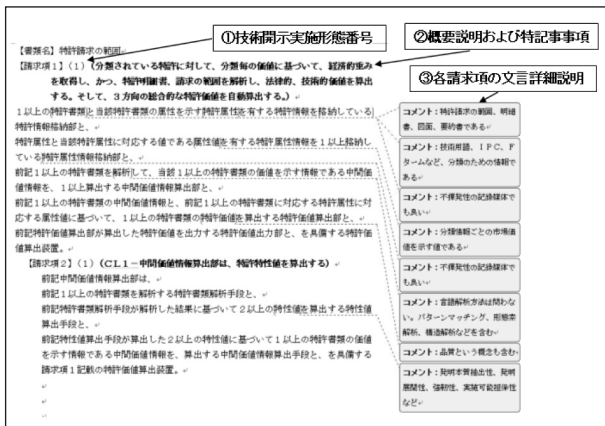 ①技術開示実施形態番号
②概要説明および特記事事項
③各請求項の文言詳細説明
【書類名】特許請求の範囲
【請求項１】（１）（分類されている特許に対して、分類毎の価値に基づいて、経済的重み
を取得し、かつ、特許明細書、請求の範囲を解析し、法律的、技術的価値を算出
する。そして、３方向の総合的な特許価値を自動算出する。）
１以上の特許書類と当該特許書類の属性を示す特許属性を有する特許情報を格納している
特許情報格納部と、
特許属性と当該特許属性に対応する値である属性値を有する特許属性情報を１以上格納し
ている特許属性情報格納部と、
前記１以上の特許書類を解析して、当該１以上の特許書類の価値を示す情報である中間価
値情報を、１以上算出する中間価値情報算出部と、
前記１以上の中間価値情報と、前記１以上の特許書類に対応する特許属性に対
応する属性値に基づいて、１以上の特許書類の特許価値を算出する特許価値算出部と、
前記特許価値算出部が算出した特許価値を出力する特許価値出力部と、を具備する特許価
値算出装置。
【請求項２】（１）（ＣＬ１－中間価値情報算出部は、特許特性値を算出する）
前記中間価値情報算出部は、
前記１以上の特許書類を解析する特許書類解析手段と、
前記特許書類解析手段が解析した結果に基づいて２以上の特性値を算出する特性値
算出手段と、
前記特性値算出手段が算出した２以上の特性値に基づいて１以上の特許書類の価値
を示す情報である中間価値情報を、算出する中間価値情報算出手段と、を具備する
請求項１記載の特許価値算出装置。
コメント：特許請求の範囲、明細
書、図面、要約書である
コメント：技術用語、ＩＰＣ、Ｆ
タームなど、分類のための情報で
ある
コメント：不揮発性の記録媒体で
も良い
コメント：分類情報ごとの市場価
値を示す値である
コメント：不揮発性の記録媒体で
も良い
コメント：言語解析方法は問わな
い。パターンマッチング、形態素
解析、構造解析などを含む
コメント：品質という概念も含む
コメント：発明本質抽出性、発明
展開性、強靭性、実施可能担保性
など